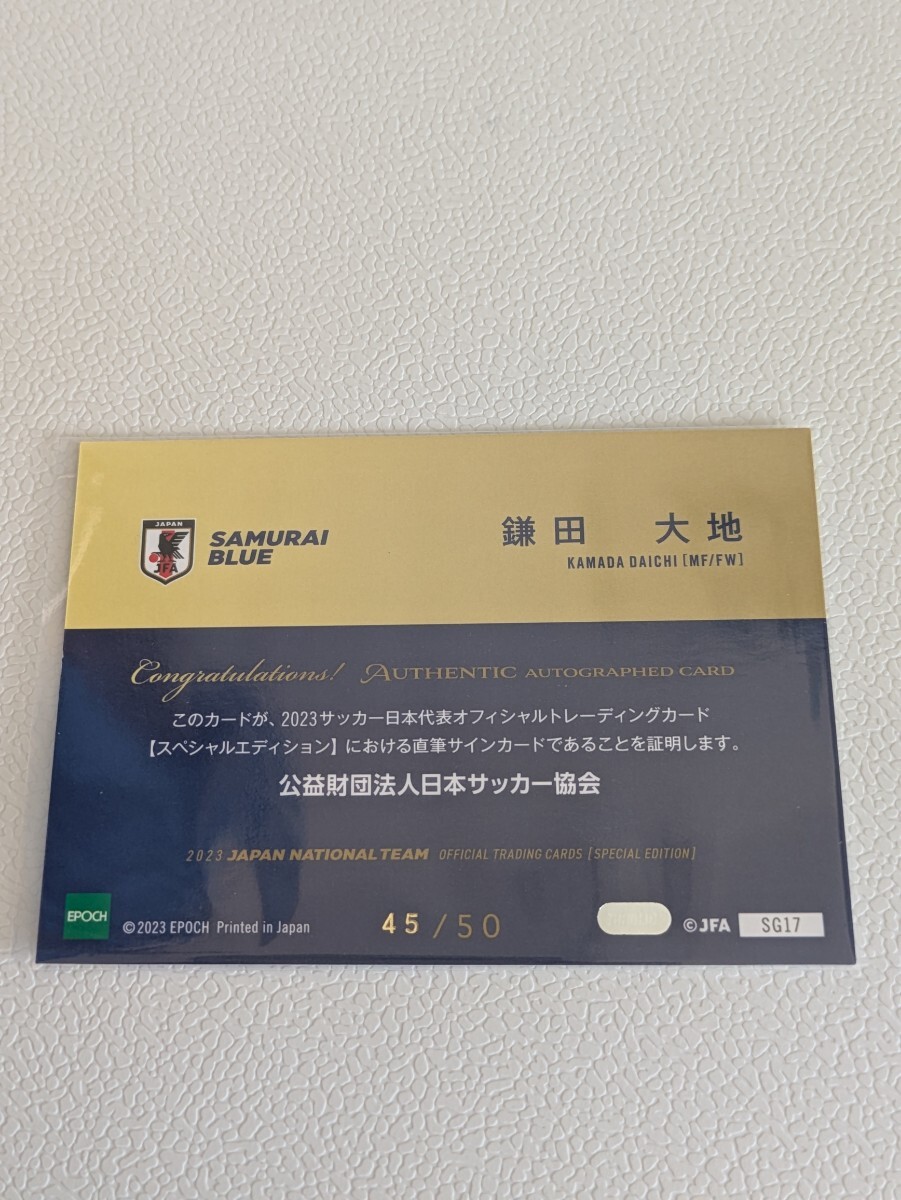 JAPAN
JFA
SAMURAI
BLUE
鎌田 大地
KAMADA DAICHI [MF/FW]
Congratulations! AUTHENTIC AUTOGRAPHED CARD
このカードが、2023サッカー日本代表オフィシャルトレーディングカード
【スペシャルエディション】における直筆サインカードであることを証明します。
公益財団法人日本サッカー協会
2023 JAPAN NATIONAL TEAM OFFICIAL TRADING CARDS [SPECIAL EDITION]
EPOCH ©2023 EPOCH Printed in Japan 45/50 ©JFA SG17